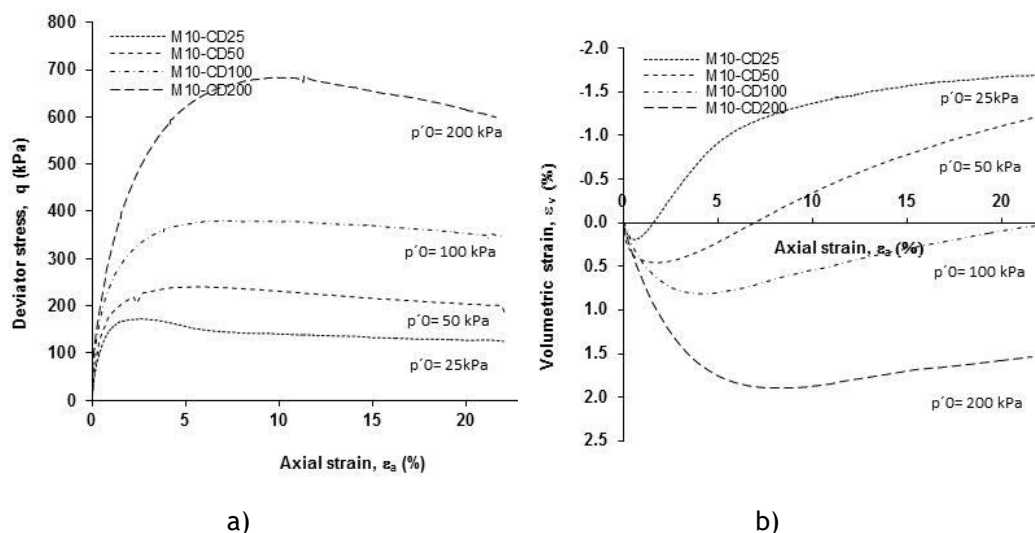 800
700
600
500
400
300
200
100
0
Deviator stress, q (kPa)
M10-CD25
M10-CD50
M10-CD100
M10-CD200
p´0= 200 kPa
p´0= 100 kPa
p´0= 50 kPa
p´0= 25kPa
0 5 10 15 20
Axial strain, εa (%)
a)
-2.0
-1.5
-1.0
-0.5
0.0
0.5
1.0
1.5
2.0
2.5
Volumetric strain, εv (%)
M10-CD25
M10-CD50
M10-CD100
M10-CD200
p´0= 25kPa
p´0= 50 kPa
0 5 10 15 20
Axial strain, εa (%)
p´0= 100 kPa
p´0= 200 kPa
b)